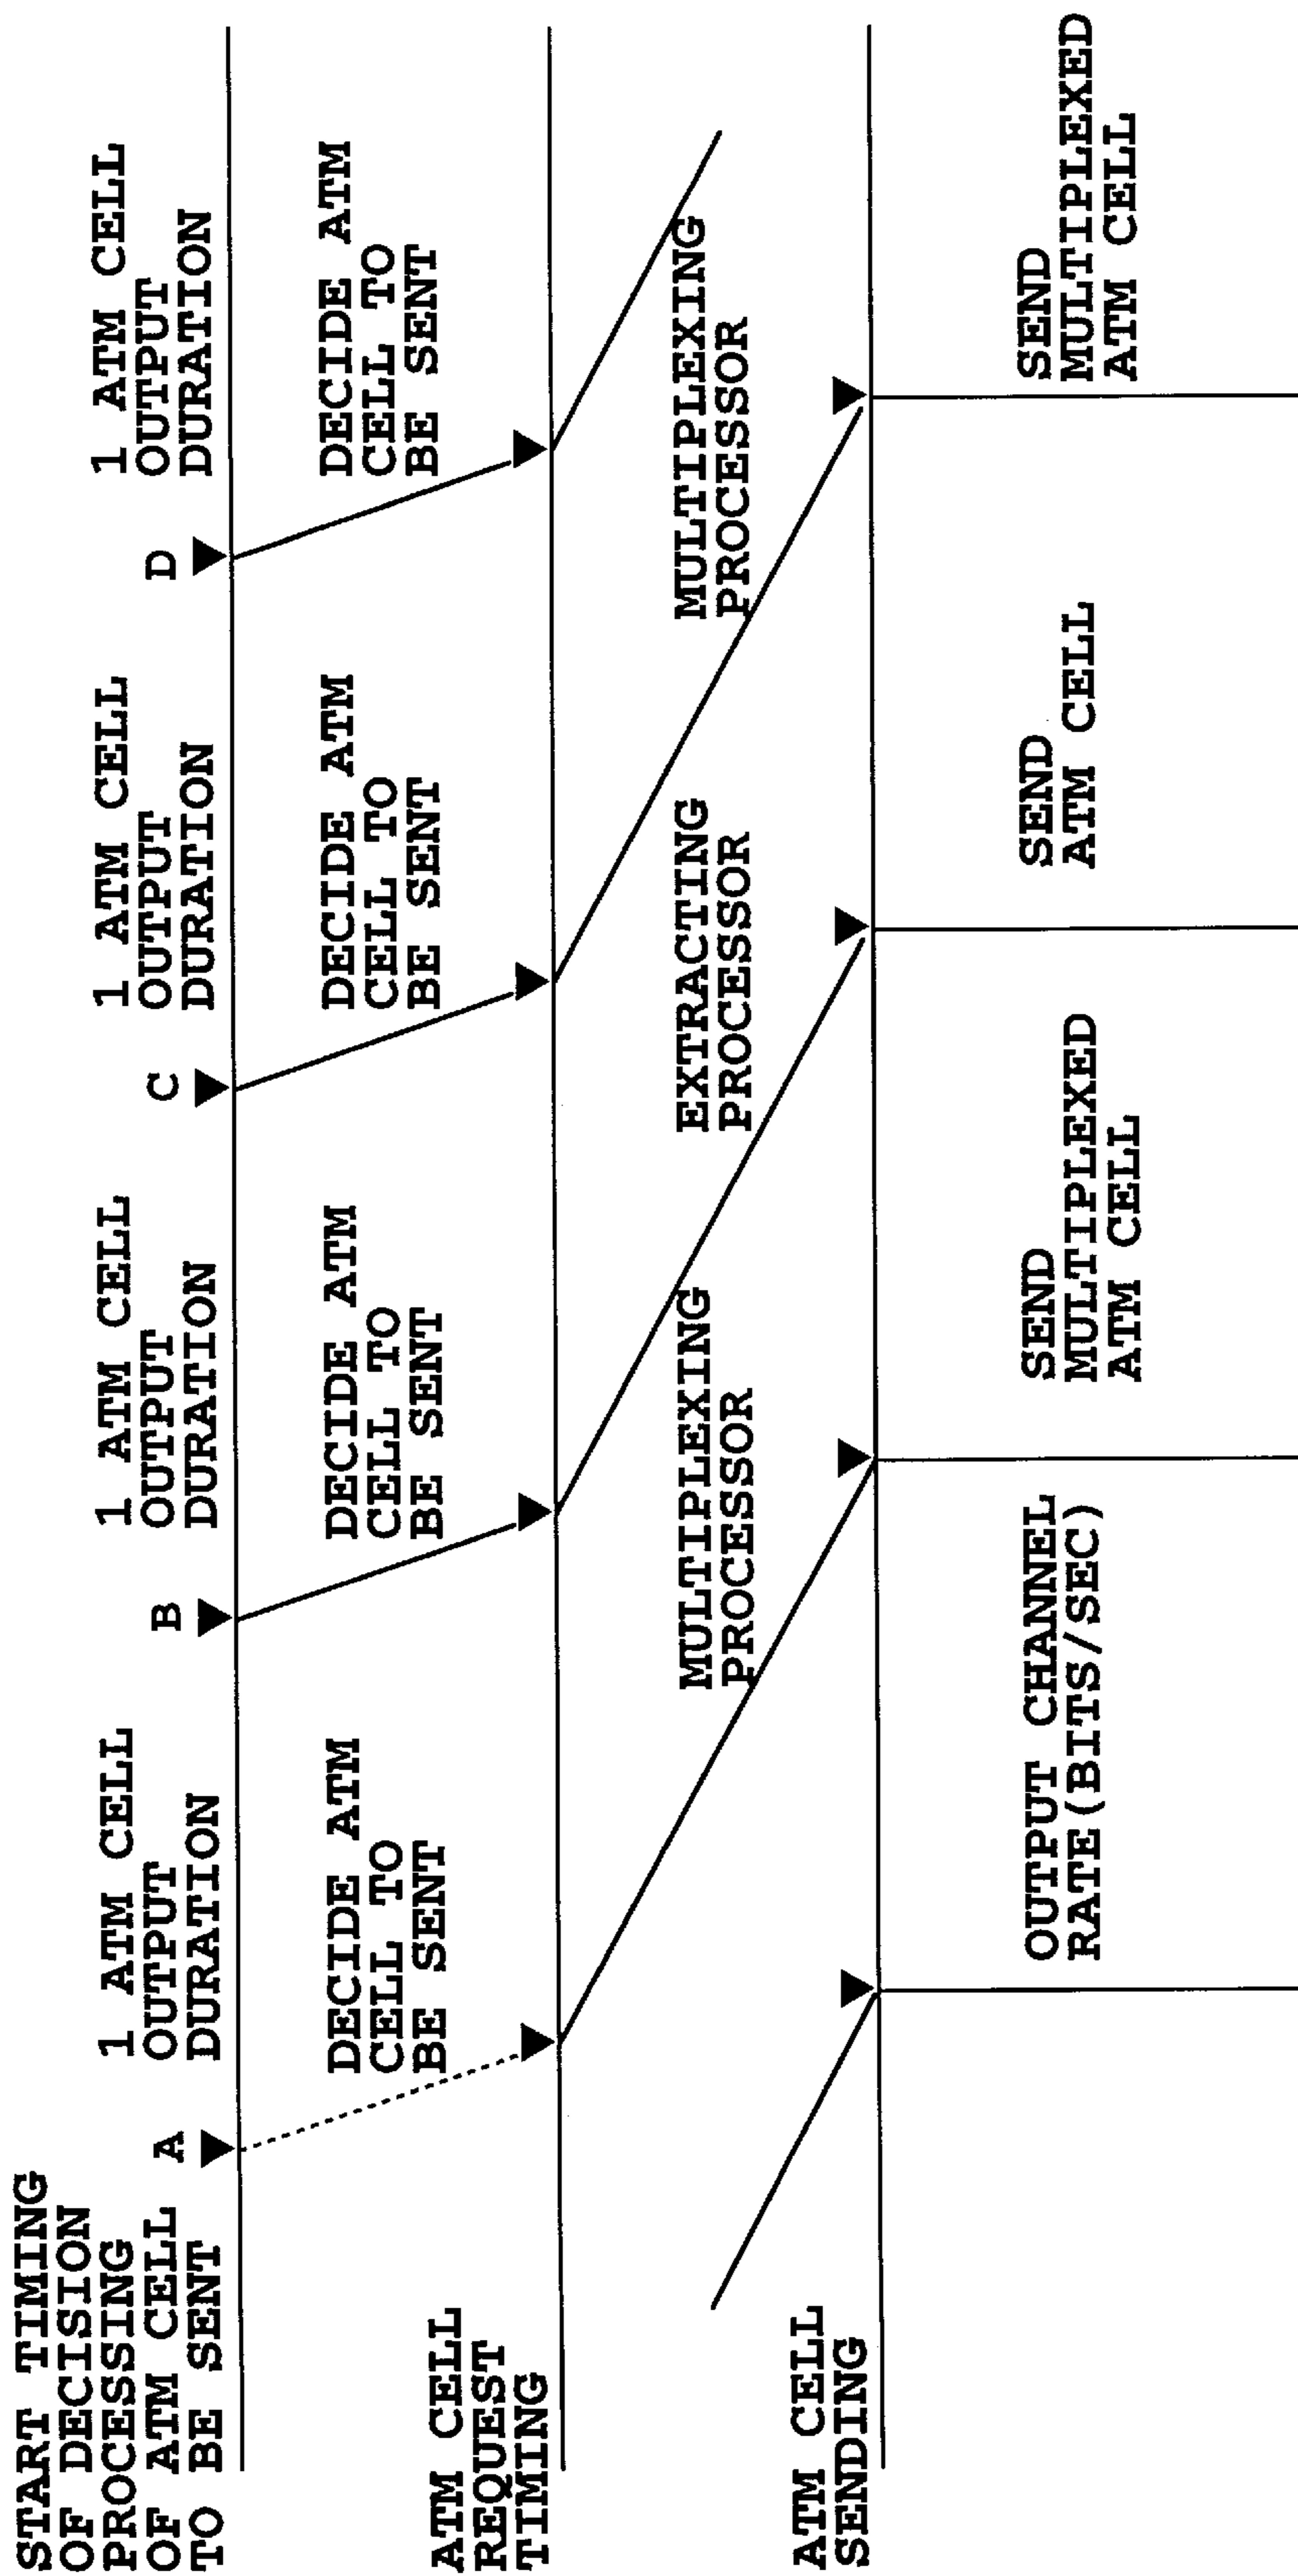 START TIMING
OF DECISION
PROCESSING
OF ATM CELL
TO BE SENT
A
1 ATM CELL
OUTPUT
DURATION
B
1 ATM CELL
OUTPUT
DURATION
C
1 ATM CELL
OUTPUT
DURATION
D
1 ATM CELL
OUTPUT
DURATION
DECIDE ATM
CELL TO
BE SENT
DECIDE ATM
CELL TO
BE SENT
DECIDE ATM
CELL TO
BE SENT
DECIDE ATM
CELL TO
BE SENT
ATM CELL
REQUEST
TIMING
MULTIPLEXING
PROCESSOR
EXTRACTING
PROCESSOR
MULTIPLEXING
PROCESSOR
ATM CELL
SENDING
OUTPUT CHANNEL
RATE(BITS/SEC)
SEND
MULTIPLEXED
ATM CELL
SEND
ATM CELL
SEND
MULTIPLEXED
ATM CELL